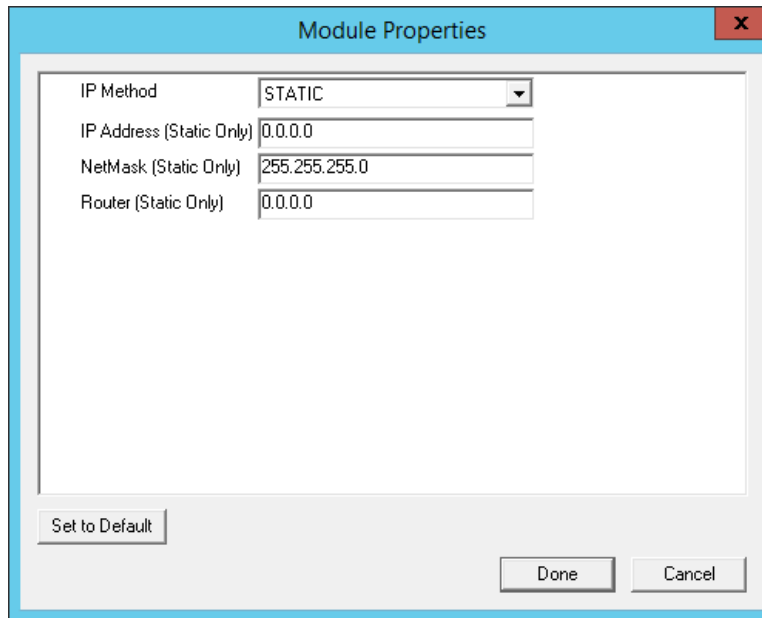 Module Properties
x
IP Method STATIC
IP Address (Static Only) 0.0.0.0
NetMask (Static Only) 255.255.255.0
Router (Static Only) 0.0.0.0
Set to Default
Done Cancel